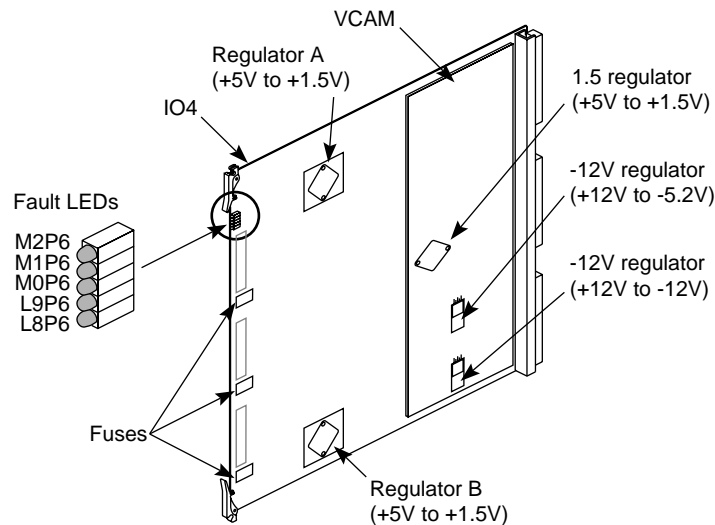 VCAM
Regulator A
(+5V to +1.5V)
1.5 regulator
(+5V to +1.5V)
IO4
-12V regulator
(+12V to -5.2V)
Fault LEDs
M2P6
M1P6
M0P6
L9P6
L8P6
-12V regulator
(+12V to -12V)
Fuses
Regulator B
(+5V to +1.5V)